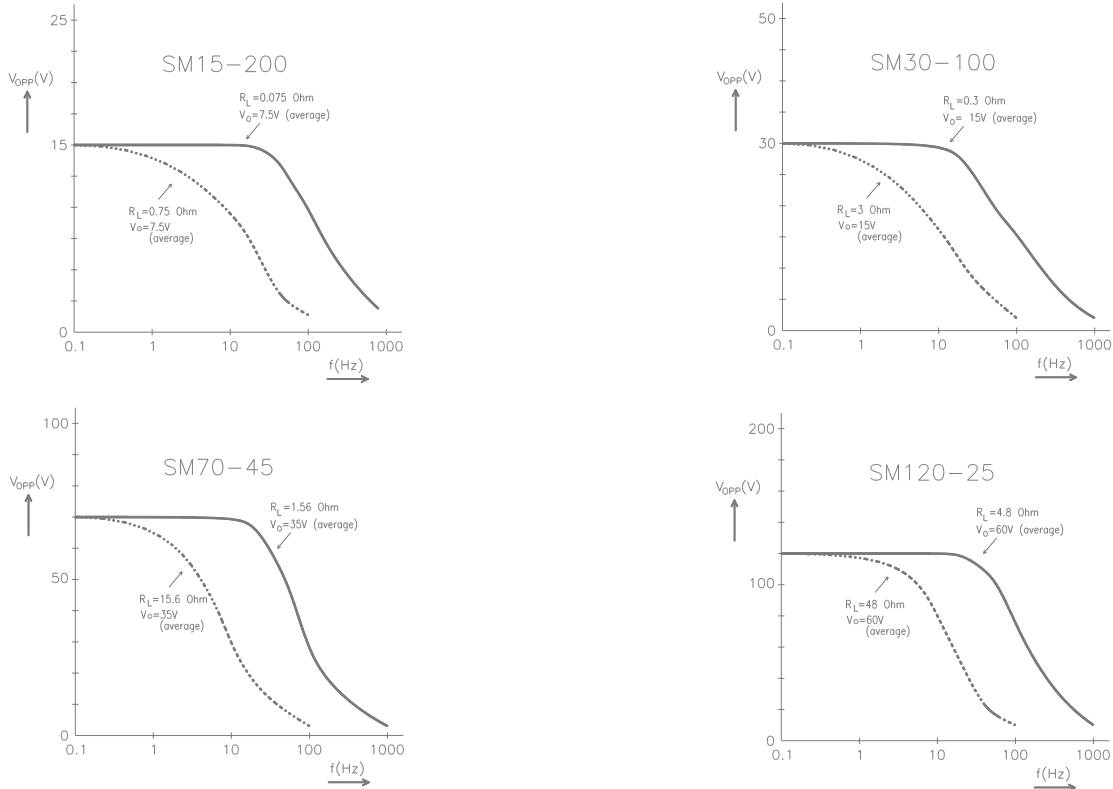 25
SM15-200
V_OPP(V)
R_L=0.075 Ohm
V_O=7.5V (average)
15
R_L=0.75 Ohm
Vo=7.5V
(average)
0
0.1 1 10 100 1000
f(Hz)
50
SM30-100
V_OPP(V)
R_L=0.3 Ohm
V_O= 15V (average)
30
R_L=3 Ohm
Vo=15V
(average)
0
0.1 1 10 100 1000
f(Hz)
100
SM70-45
V_OPP(V)
R_L=1.56 Ohm
V_O=35V (average)
50
R_L=15.6 Ohm
Vo=35V
(average)
0
0.1 1 10 100 1000
f(Hz)
200
SM120-25
V_OPP(V)
R_L=4.8 Ohm
V_O=60V (average)
100
R_L=48 Ohm
Vo=60V
(average)
0
0.1 1 10 100 1000
f(Hz)